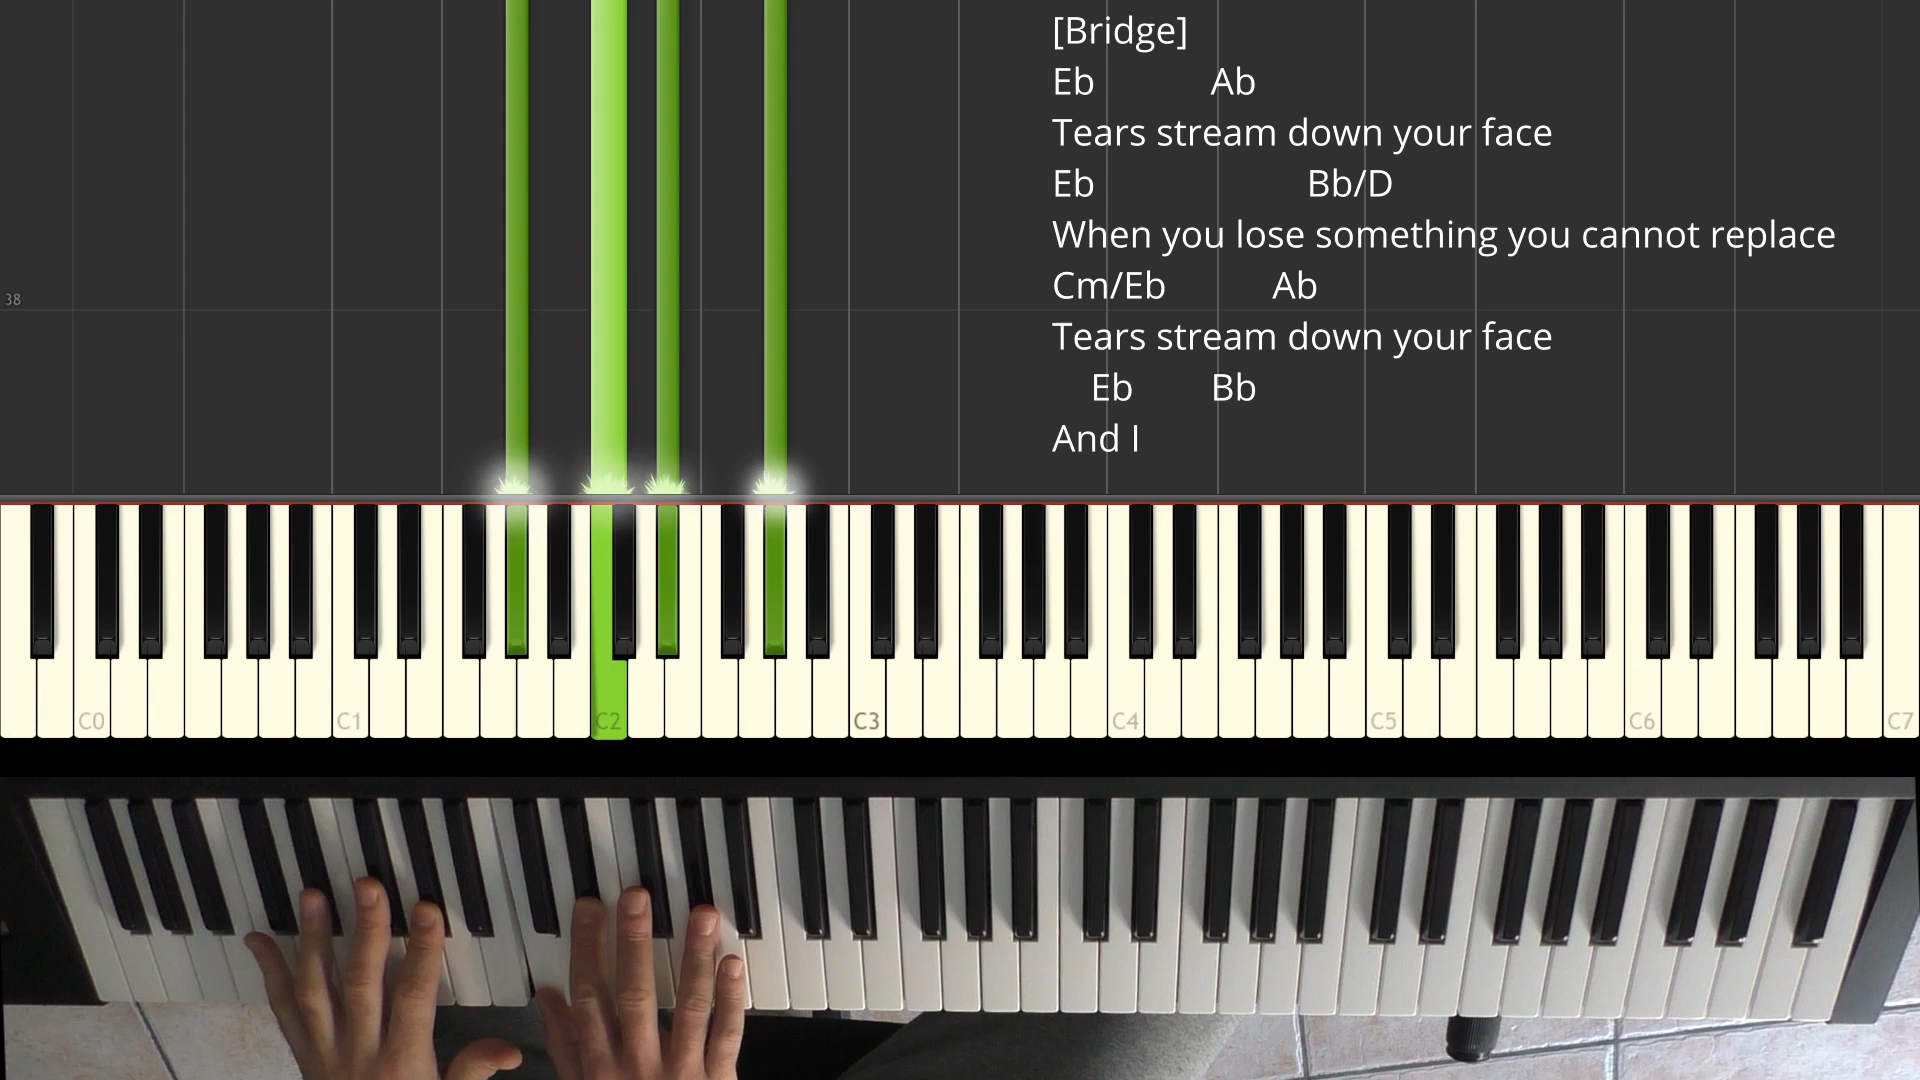 [Bridge]
Eb Ab
Tears stream down your face
Eb Bb/D
When you lose something you cannot replace
Cm/Eb Ab
38
Tears stream down your face
Eb Bb
And I
C0 C1 C2 C3 C4 C5 C6 C7